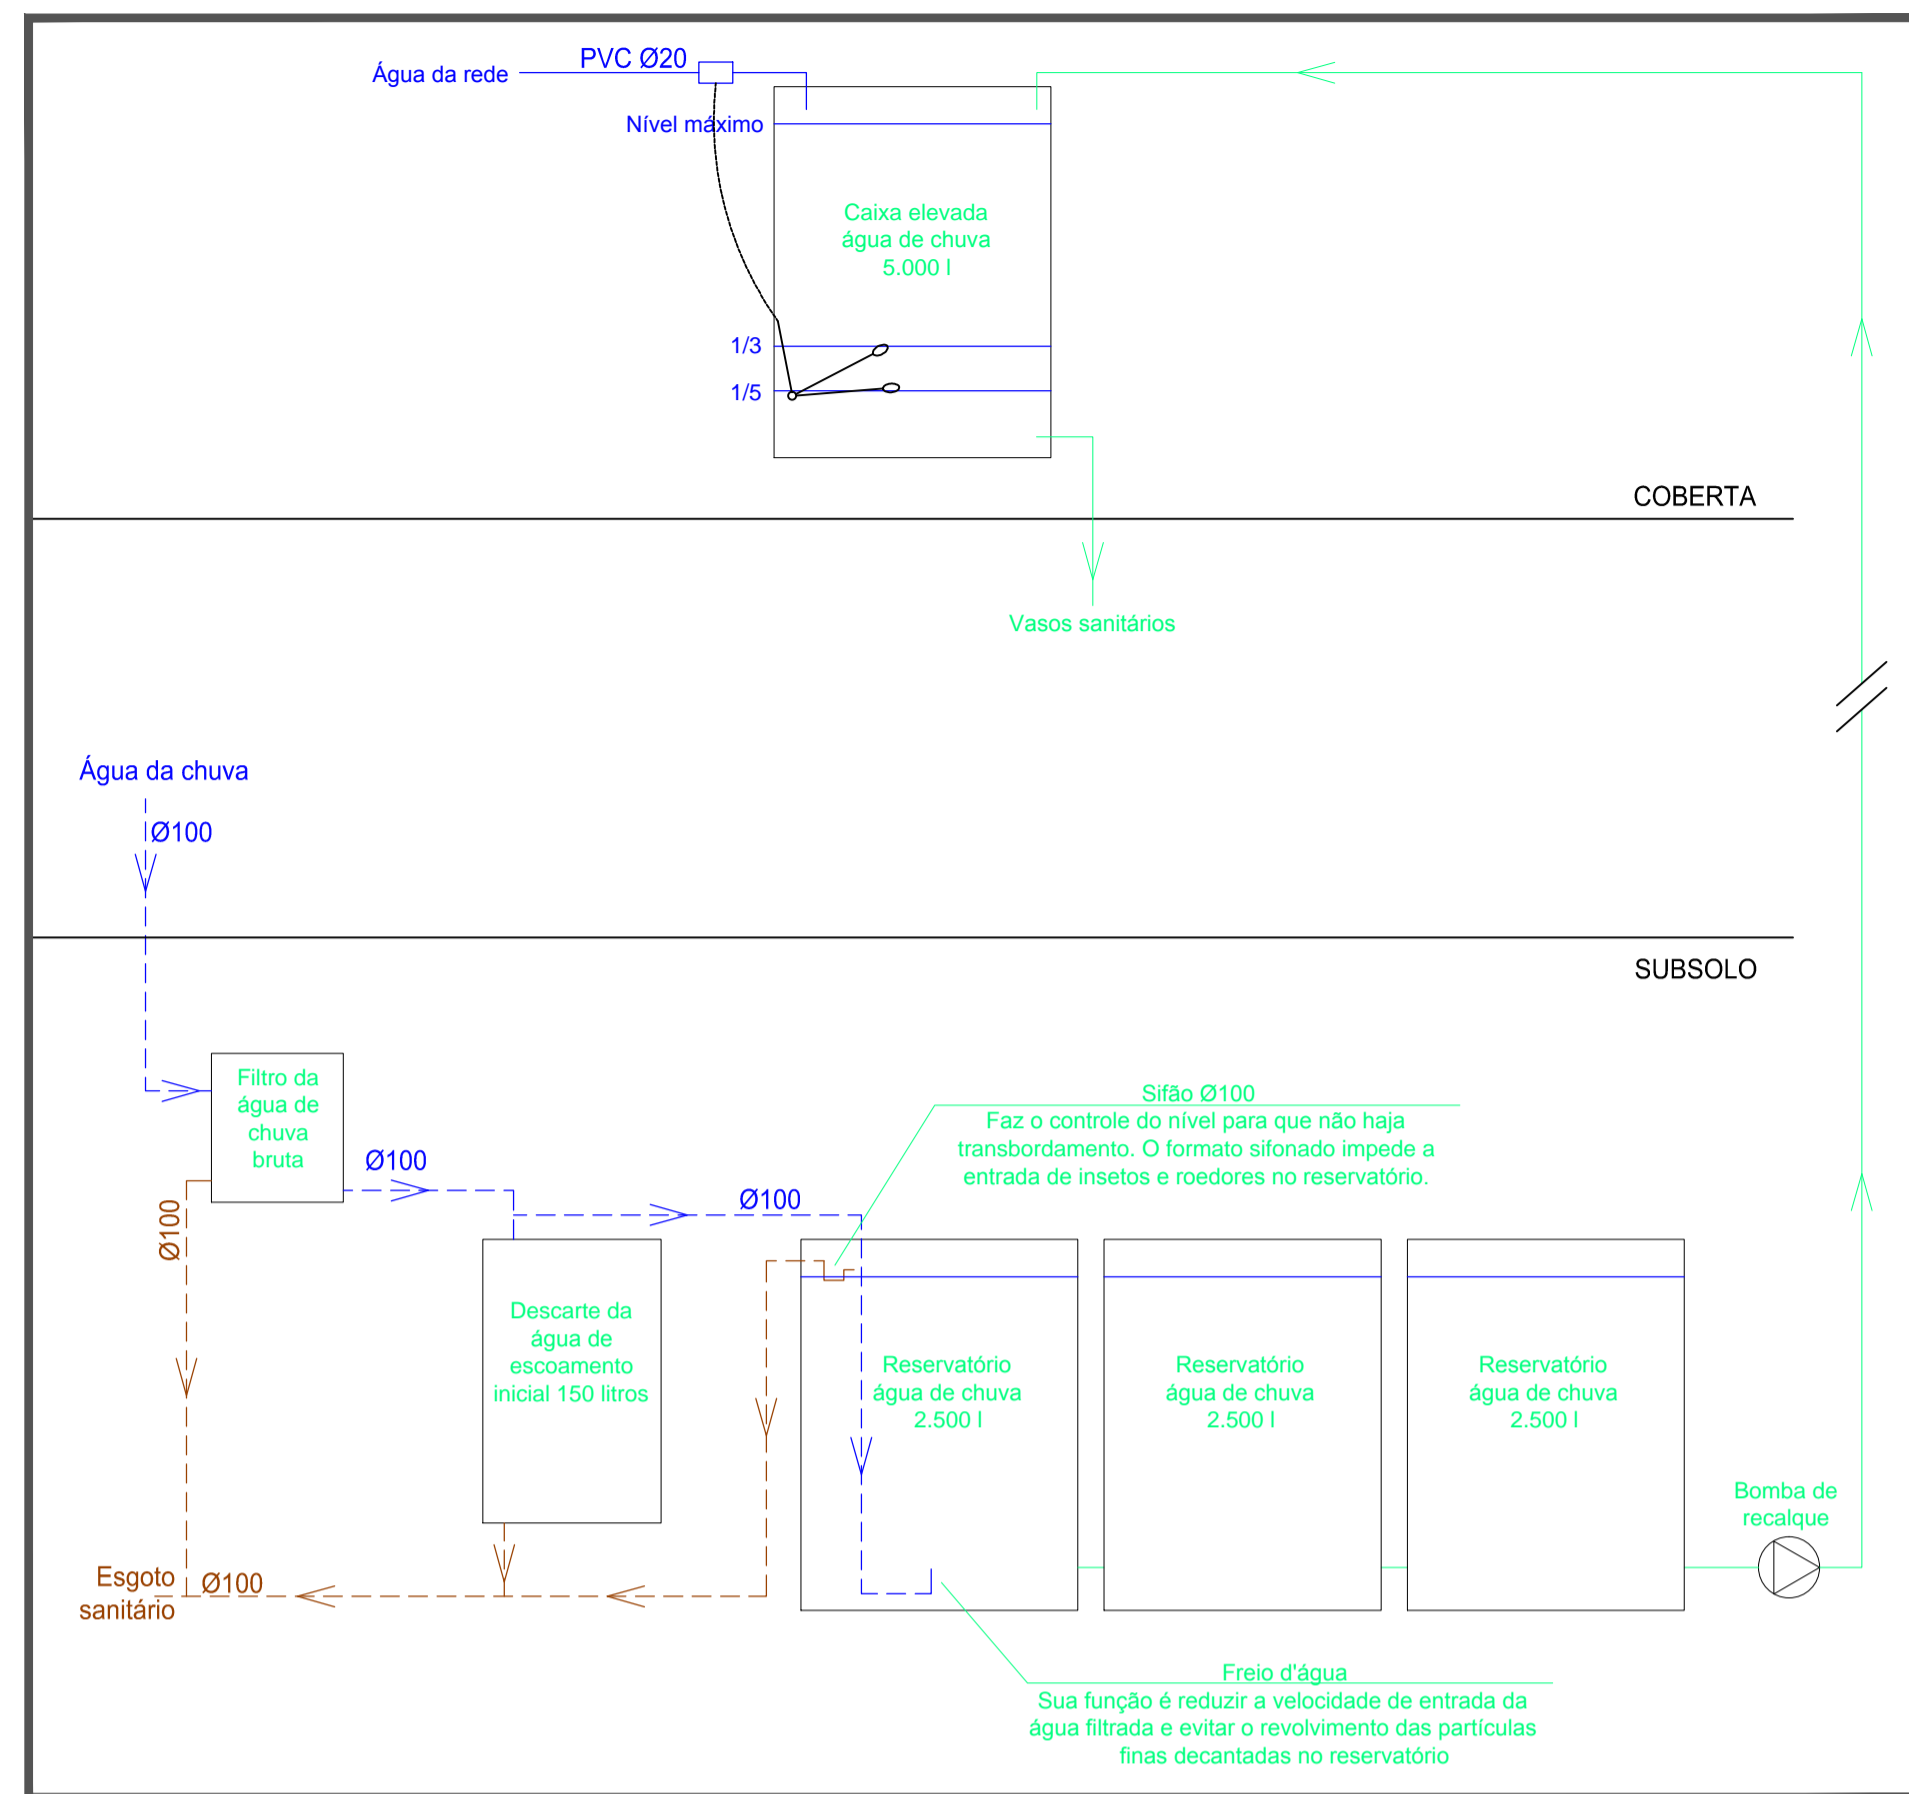 Água da rede
PVC Ø20
Nível máximo
Caixa elevada
água de chuva
5.000 l
1/3
1/5
COBERTA
Vasos sanitários
Água da chuva
Ø100
SUBSOLO
Filtro da
água de
chuva
bruta
Ø100
Ø100
Ø100
Sifão Ø100
Faz o controle do nível para que não haja
transbordamento. O formato sifonado impede a
entrada de insetos e roedores no reservatório.
Descarte da
água de
escoamento
inicial 150 litros
Reservatório
água de chuva
2.500 l
Reservatório
água de chuva
2.500 l
Reservatório
água de chuva
2.500 l
Bomba de
recalque
Esgoto
sanitário
Ø100
Freio d'água
Sua função é reduzir a velocidade de entrada da
água filtrada e evitar o revolvimento das partículas
finas decantadas no reservatório